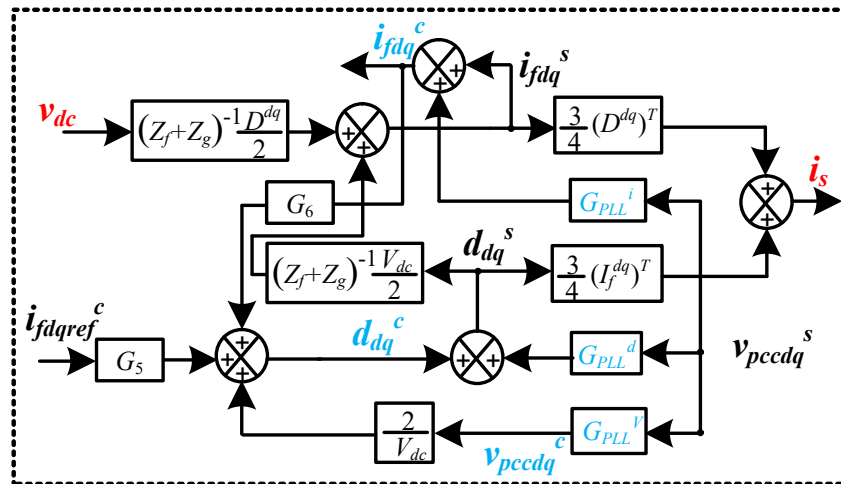 i_fdq^c
i_fdq^s
v_dc
(Z_f+Z_g)^-1 D^dq/2
+
+
+
+
3/4 (D^dq)^T
+
+
i_s
G_6
G_PLL^i
d_dq^s
(Z_f+Z_g)^-1 V_dc/2
3/4 (I_f^dq)^T
i_fdqref^c
G_5
+
+
+
d_dq^c
+
+
G_PLL^d
v_pccdq^s
2/V_dc
v_pccdq^c
G_PLL^V